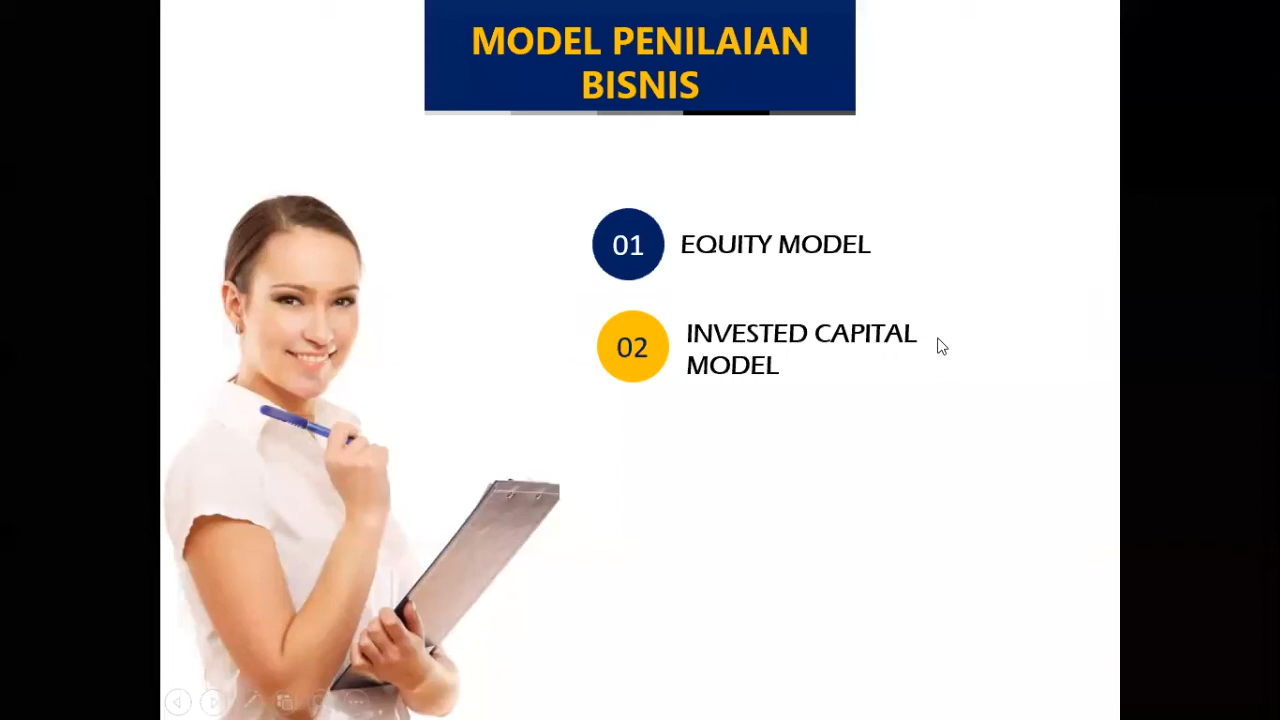 MODEL PENILAIAN
BISNIS
01
EQUITY MODEL
02
INVESTED CAPITAL
MODEL